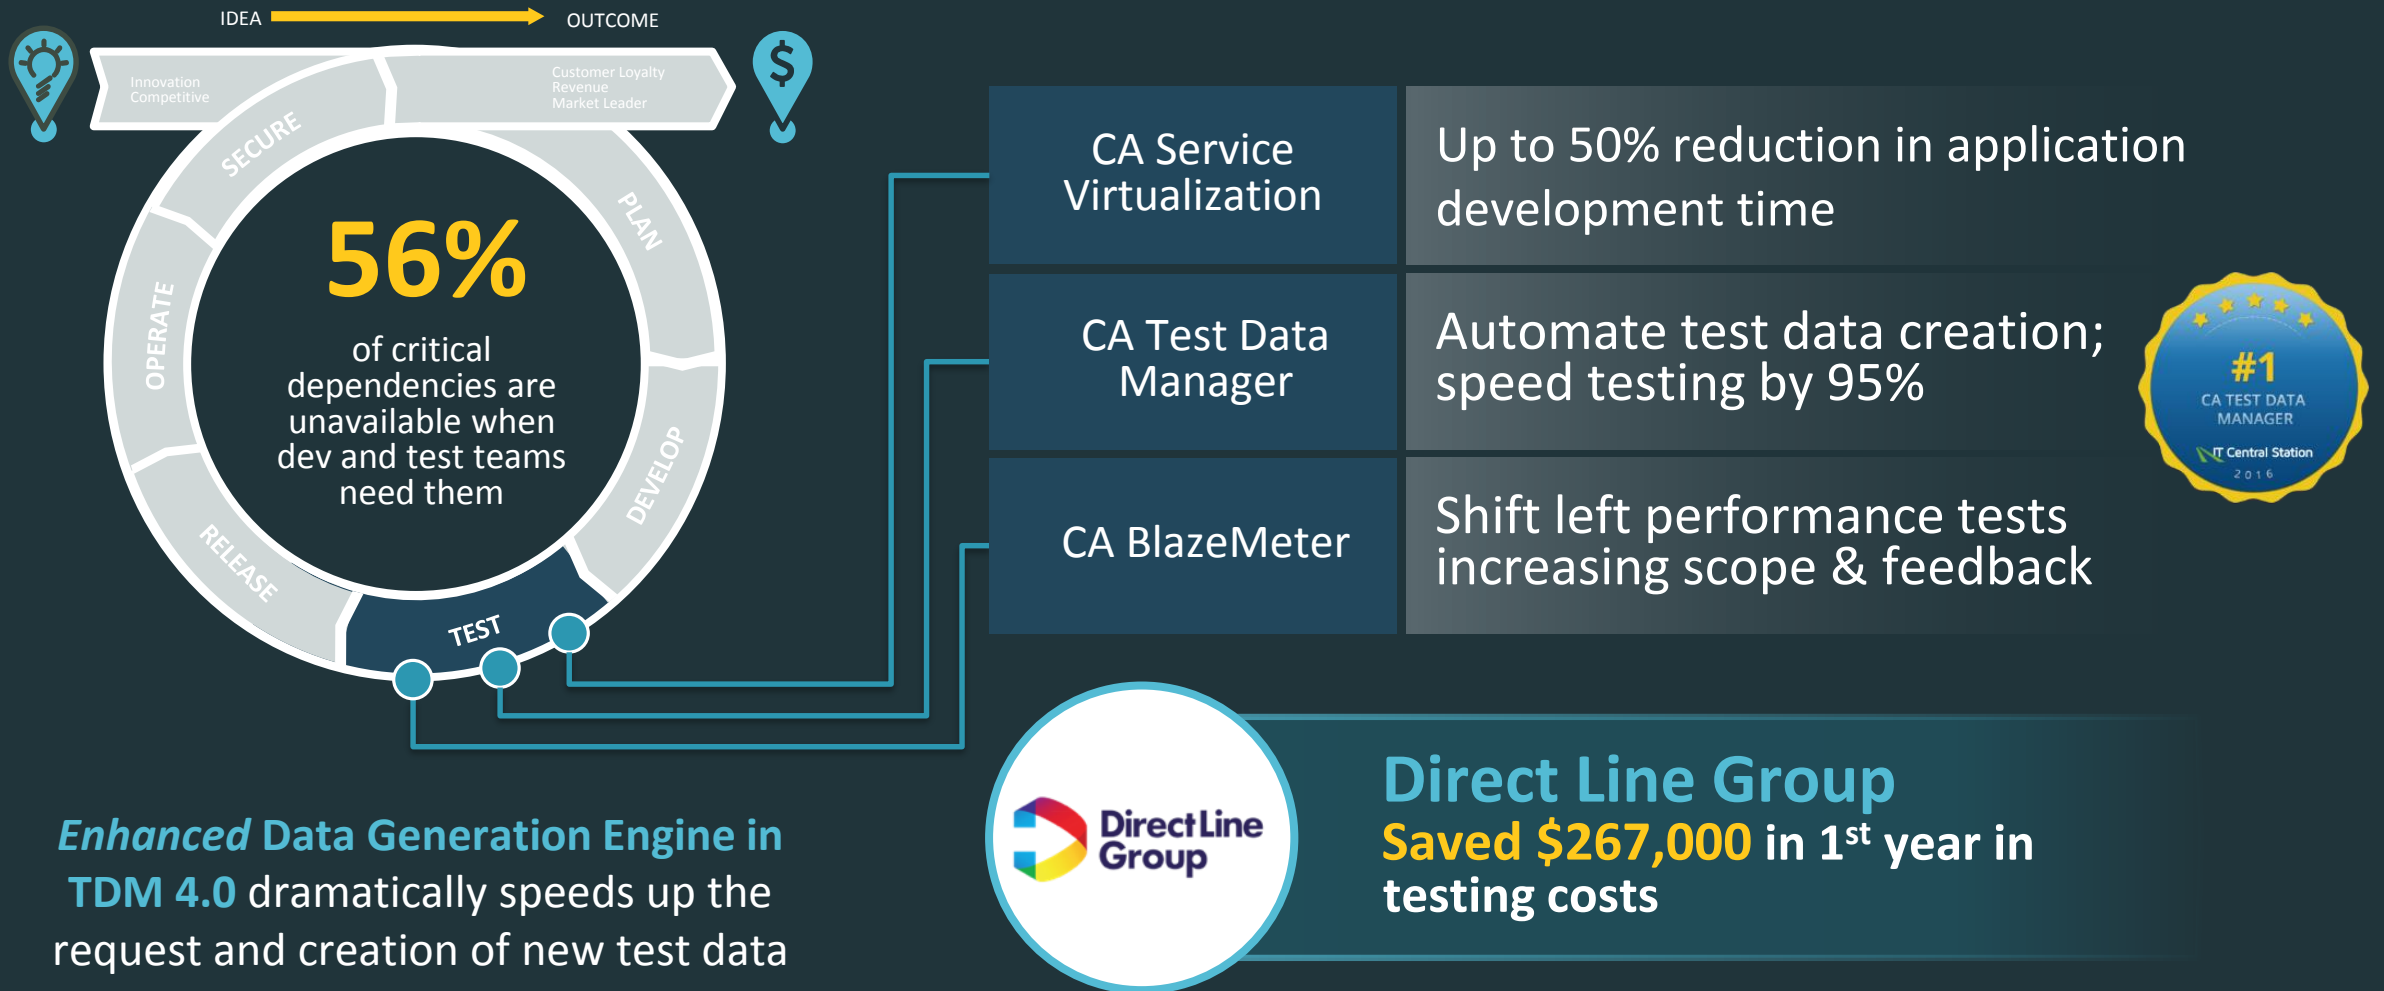 IDEA
OUTCOME
Innovation
Competitive
Customer Loyalty
Revenue
Market Leader
$
SECURE
PLAN
DEVELOP
TEST
RELEASE
OPERATE
56%
of critical
dependencies are
unavailable when
dev and test teams
need them
CA Service
Virtualization
Up to 50% reduction in application
development time
CA Test Data
Manager
Automate test data creation;
speed testing by 95%
#1
CA TEST DATA
MANAGER
IT Central Station
2016
CA BlazeMeter
Shift left performance tests
increasing scope & feedback
Enhanced Data Generation Engine in
TDM 4.0 dramatically speeds up the
request and creation of new test data
Direct Line
Group
Direct Line Group
Saved $267,000 in 1st year in
testing costs